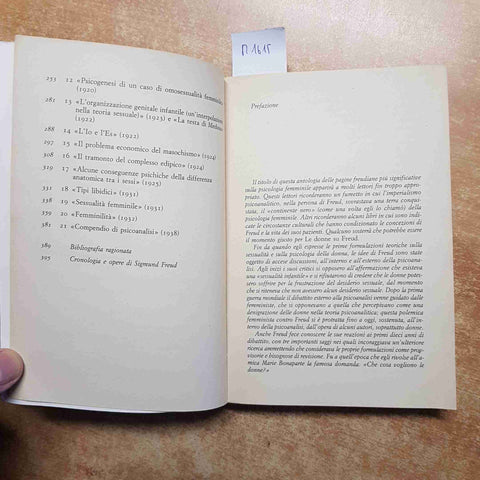 Π 1615
253 12 «Psicogenesi di un caso di omosessualità femminile»
(1920)
281 13 «L'organizzazione genitale infantile (un'interpolazione
nella teoria sessuale)» (1923) e «La testa di Medusa»
(1922)
288 14 «L'Io e l'Es» (1922)
297 15 «Il problema economico del masochismo» (1924)
316 16 «Il tramonto del complesso edipico» (1924)
324 17 «Alcune conseguenze psichiche della differenza
anatomica tra i sessi» (1925)
331 18 «Tipi libidici» (1931)
338 19 «Sessualità femminile» (1931)
342 20 «Femminilità» (1932)
381 21 «Compendio di psicoanalisi» (1938)
389 Bibliografia ragionata
395 Cronologia e opere di Sigmund Freud
Prefazione
Il titolo di questa antologia delle pagine freudiane più significative
sulla psicologia femminile apparirà a molti lettori fin troppo appro-
priato. Questi lettori ricorderanno un fumetto in cui l'imperialismo
psicoanalitico, nella persona di Freud, sovrastava una terra conqui-
stata, il «continente nero» (come una volta egli lo chiamò) della
psicologia femminile. Altri ricorderanno alcuni libri in cui sono indi-
cate le circostanze culturali che hanno condizionato le concezioni di
Freud e la vita dei suoi pazienti. Qualcuno sosterrà che potrebbe essere il
momento giusto per Le donne su Freud.
Fin da quando egli espresse le prime formulazioni teoriche sulla
sessualità e sulla psicologia della donna, le idee di Freud sono state
oggetto di accese discussioni, all'interno e all'esterno della psicoana-
lisi. Agli inizi i suoi critici si opposero all'affermazione che esistesse
una «sessualità infantile» e si rifiutarono di credere che le donne potes-
sero soffrire per la frustrazione del desiderio sessuale, dal momento
che si riteneva che non avessero alcun desiderio sessuale. Dopo la prima
guerra mondiale il dibattito esterno alla psicoanalisi venne guidato dalle
femministe, che si opponevano a quella che percepivano come una
denigrazione delle donne nella teoria psicoanalitica: questa polemica
femminista contro Freud si è protratta fino a oggi, sostenuta, all'in-
terno della psicoanalisi, dall'opera di alcuni autori, soprattutto donne.
Anche Freud fece conoscere le sue reazioni ai primi dieci anni di
dibattito, con tre importanti saggi nei quali incoraggiava un'ulteriore
ricerca ammettendo che considerava le proprie formulazioni come prov-
visorie e bisognose di revisione. Fu a quell'epoca che egli rivolse all'a-
mica Marie Bonaparte la famosa domanda: «Che cosa vogliono le
donne?»